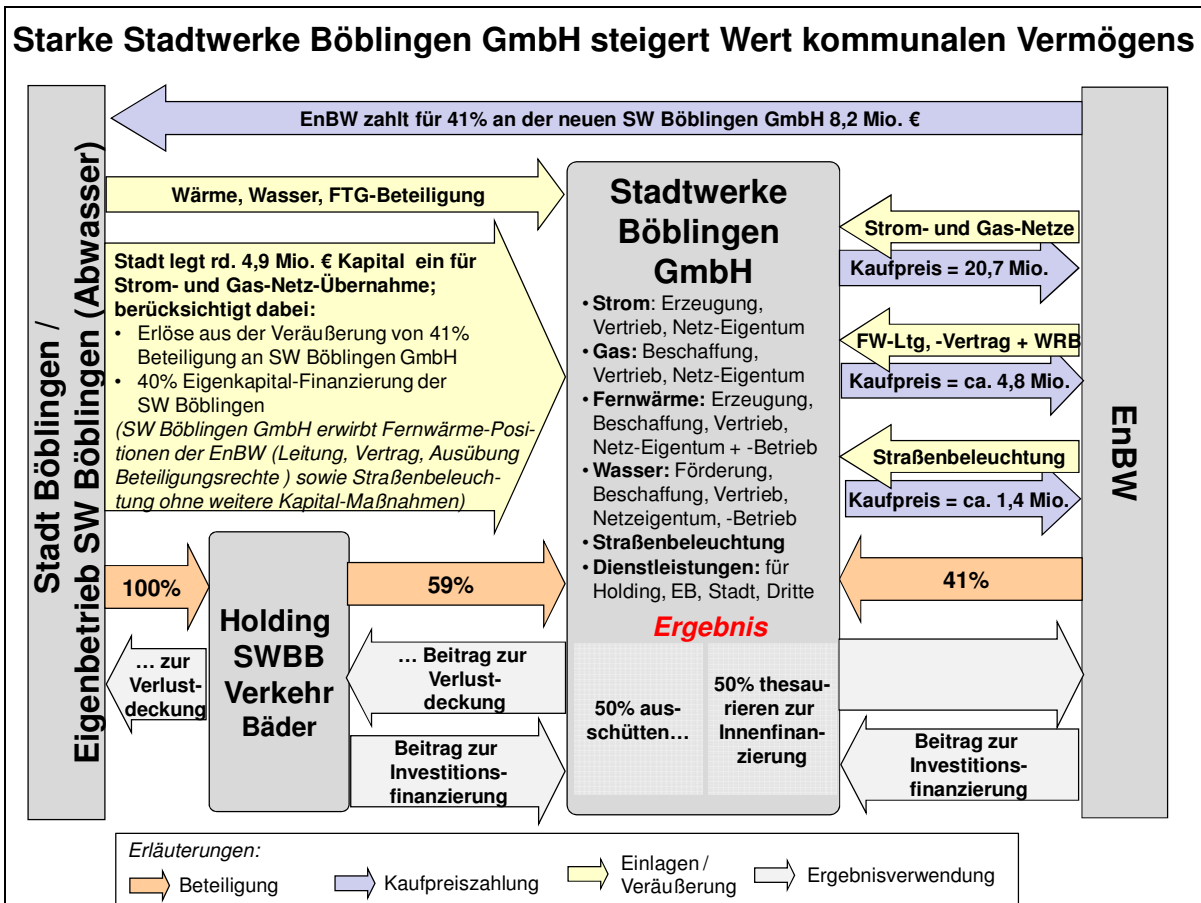 Starke Stadtwerke Böblingen GmbH steigert Wert kommunalen Vermögens
Stadt Böblingen /
Eigenbetrieb SW Böblingen (Abwasser)
EnBW zahlt für 41% an der neuen SW Böblingen GmbH 8,2 Mio. €
Wärme, Wasser, FTG-Beteiligung
Stadt legt rd. 4,9 Mio. € Kapital ein für
Strom- und Gas-Netz-Übernahme;
berücksichtigt dabei:
• Erlöse aus der Veräußerung von 41%
Beteiligung an SW Böblingen GmbH
• 40% Eigenkapital-Finanzierung der
SW Böblingen
(SW Böblingen GmbH erwirbt Fernwärme-Posi-
tionen der EnBW (Leitung, Vertrag, Ausübung
Beteiligungsrechte ) sowie Straßenbeleuch-
tung ohne weitere Kapital-Maßnahmen)
100%
Holding
SWBB
Verkehr
Bäder
59%
… zur
Verlust-
deckung
… Beitrag zur
Verlust-
deckung
Beitrag zur
Investitions-
finanzierung
Stadtwerke
Böblingen
GmbH
• Strom: Erzeugung,
Vertrieb, Netz-Eigentum
• Gas: Beschaffung,
Vertrieb, Netz-Eigentum
• Fernwärme: Erzeugung,
Beschaffung, Vertrieb,
Netz-Eigentum + -Betrieb
• Wasser: Förderung,
Beschaffung, Vertrieb,
Netzeigentum, -Betrieb
• Straßenbeleuchtung
• Dienstleistungen: für
Holding, EB, Stadt, Dritte
Ergebnis
50% aus-
schütten…
50% thesau-
rieren zur
Innenfinan-
zierung
Strom- und Gas-Netze
Kaufpreis = 20,7 Mio.
FW-Ltg, -Vertrag + WRB
Kaufpreis = ca. 4,8 Mio.
Straßenbeleuchtung
Kaufpreis = ca. 1,4 Mio.
41%
Beitrag zur
Investitions-
finanzierung
EnBW
Erläuterungen:
Beteiligung
Kaufpreiszahlung
Einlagen /
Veräußerung
Ergebnisverwendung